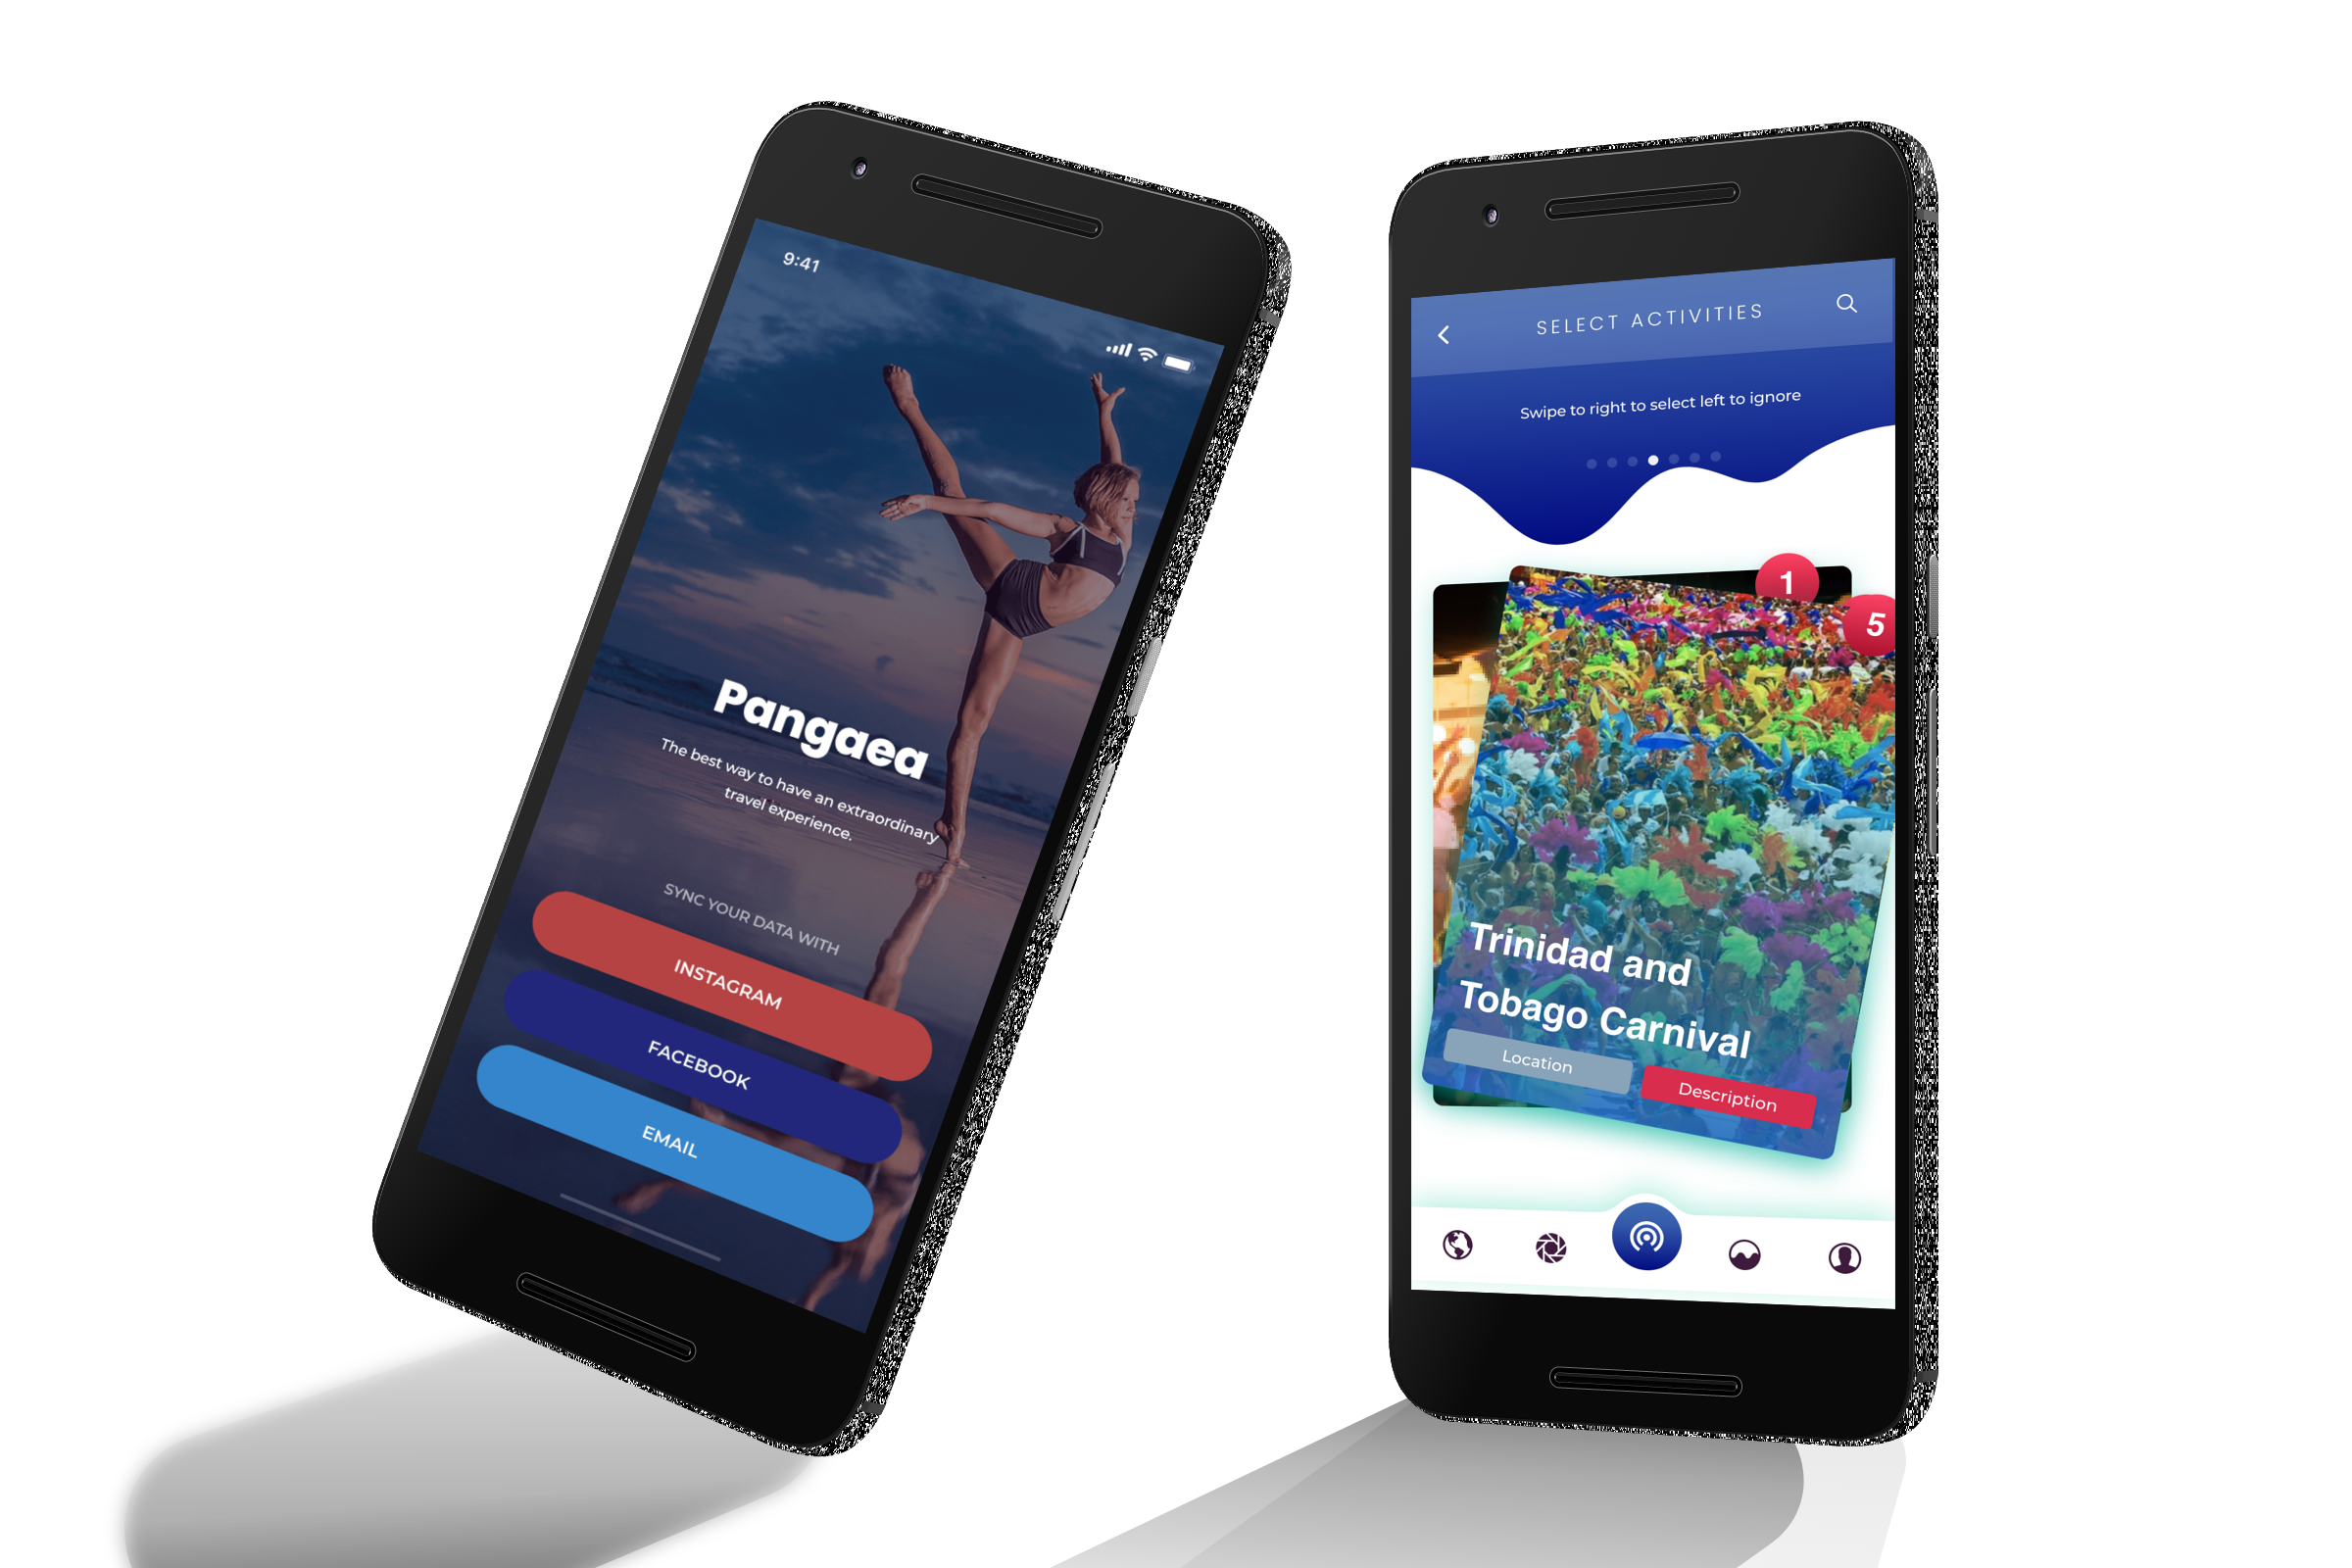 9:41
Pangaea
The best way to have an extraordinary
travel experience.
SYNC YOUR DATA WITH
INSTAGRAM
FACEBOOK
EMAIL
SELECT ACTIVITIES
Swipe to right to select left to ignore
1
5
Trinidad and
Tobago Carnival
Location
Description